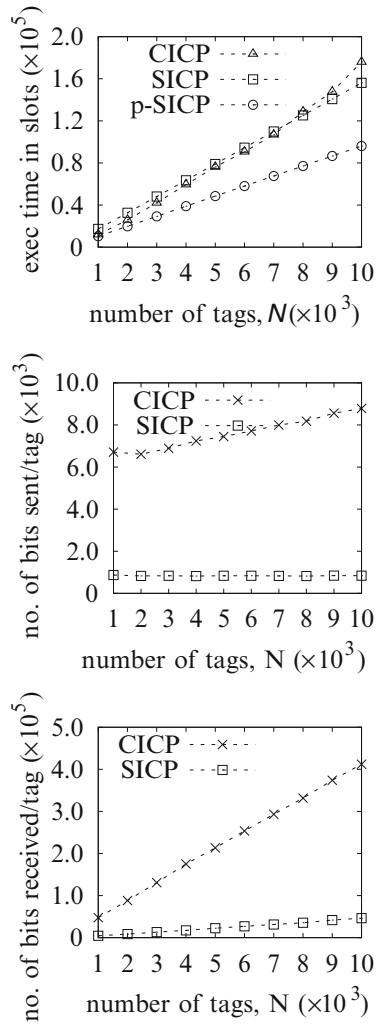 exec time in slots (×10^5)
2.0
1.6
1.2
0.8
0.4
0
CICP
SICP
p-SICP
1 2 3 4 5 6 7 8 9 10
number of tags, N(×10^3)
no. of bits sent/tag (×10^3)
10.0
8.0
6.0
4.0
2.0
0
CICP
SICP
1 2 3 4 5 6 7 8 9 10
number of tags, N (×10^3)
no. of bits received/tag (×10^5)
5.0
4.0
3.0
2.0
1.0
0
CICP
SICP
1 2 3 4 5 6 7 8 9 10
number of tags, N (×10^3)